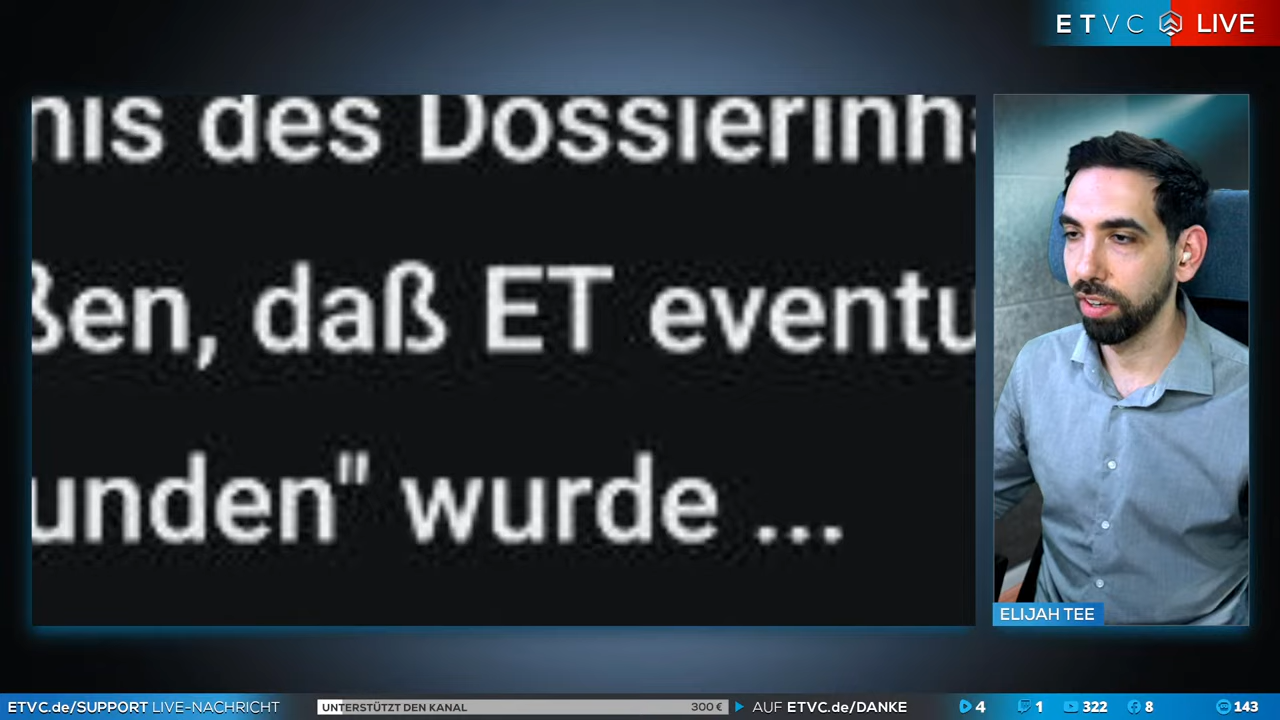 ETVC LIVE
nis des Dossierinh
ßen, daß ET eventu
unden" wurde ...
ELIJAH TEE
ETVC.de/SUPPORT LIVE-NACHRICHT
UNTERSTÜTZT DEN KANAL
300 €
AUF ETVC.de/DANKE
4
1
322
8
143